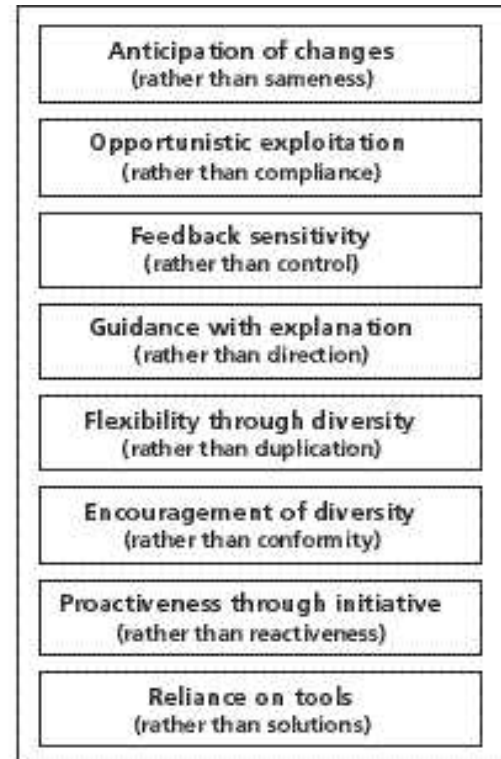 Anticipation of changes
(rather than sameness)
Opportunistic exploitation
(rather than compliance)
Feedback sensitivity
(rather than control)
Guidance with explanation
(rather than direction)
Flexibility through diversity
(rather than duplication)
Encouragement of diversity
(rather than conformity)
Proactiveness through initiative
(rather than reactiveness)
Reliance on tools
(rather than solutions)